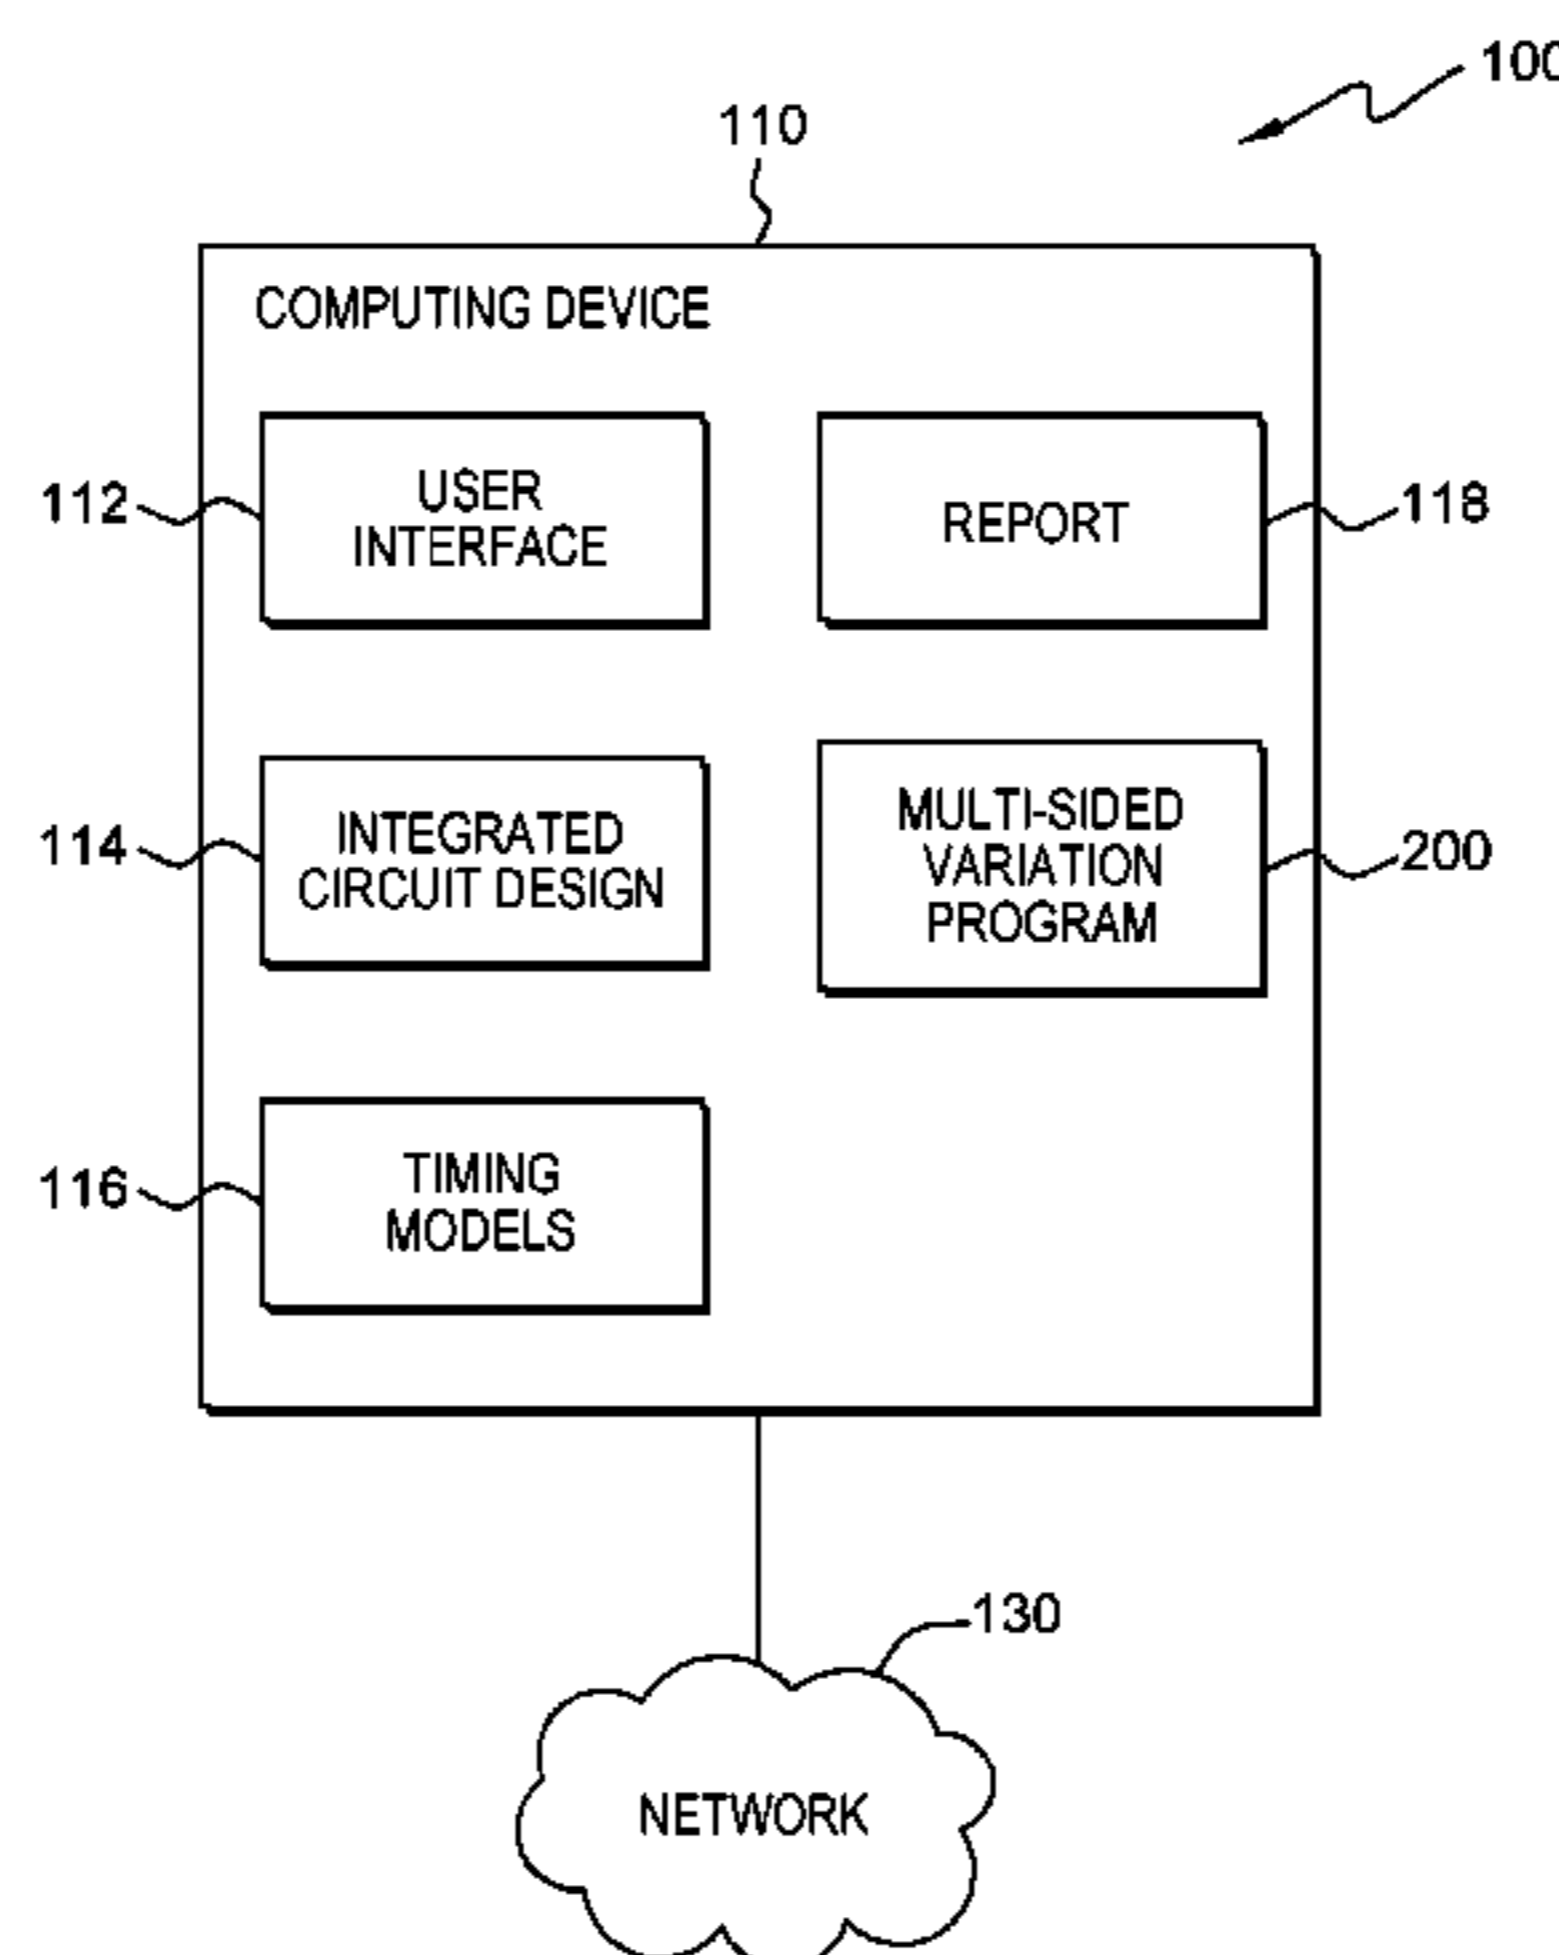 100
110
COMPUTING DEVICE
112
USER
INTERFACE
REPORT
118
114
INTEGRATED
CIRCUIT DESIGN
MULTI-SIDED
VARIATION
PROGRAM
200
116
TIMING
MODELS
130
NETWORK